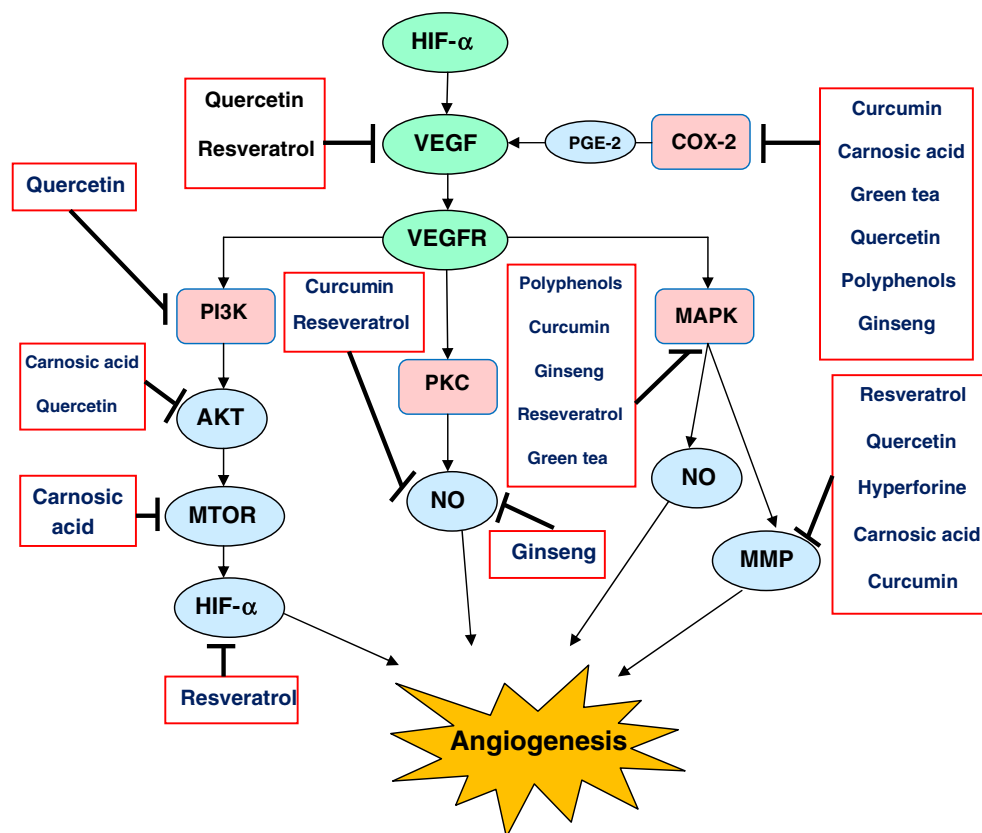 HIF-α
Quercetin
Resveratrol
VEGF
PGE-2
COX-2
Curcumin
Carnosic acid
Green tea
Quercetin
Polyphenols
Ginseng
Quercetin
VEGFR
PI3K
Curcumin
Reseveratrol
PKC
Polyphenols
Curcumin
Ginseng
Reseveratrol
Green tea
MAPK
Carnosic acid
Quercetin
AKT
Resveratrol
Quercetin
Hyperforine
Carnosic acid
Curcumin
Carnosic
acid
MTOR
NO
Ginseng
NO
MMP
HIF-α
Resveratrol
Angiogenesis